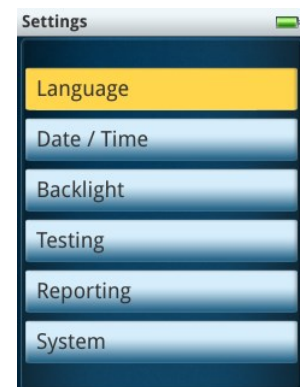 Settings
Language
Date / Time
Backlight
Testing
Reporting
System